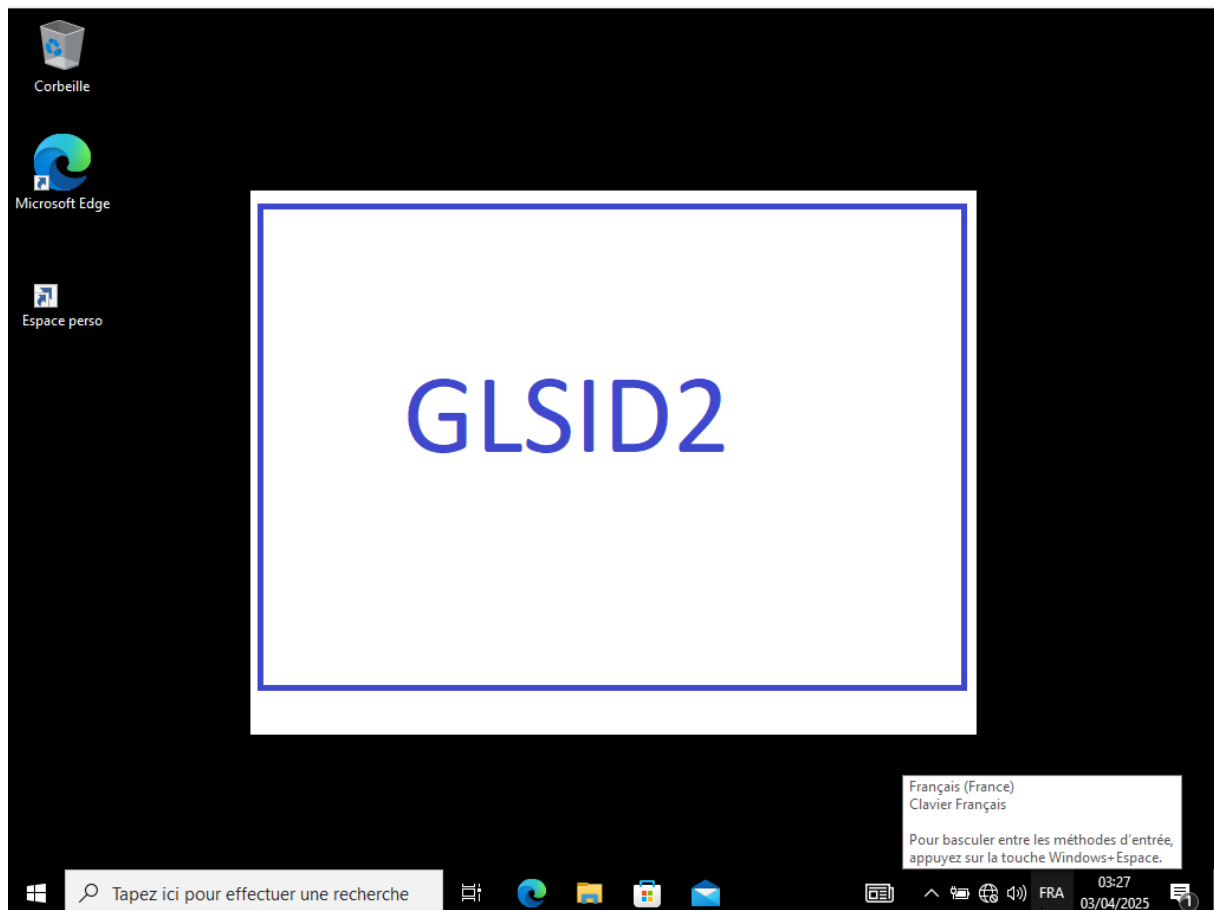 Corbeille
Microsoft Edge
Espace perso
GLSID2
Français (France)
Clavier Français
Pour basculer entre les méthodes d'entrée,
appuyez sur la touche Windows+Espace.
Tapez ici pour effectuer une recherche
FRA
03:27
03/04/2025
1